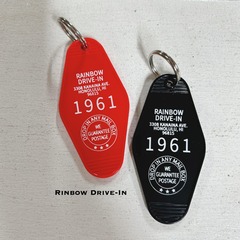 RAINBOW
DRIVE-IN
3308 KANAINA AVE.
HONOLULU, HI
96815
1961
DROP IN ANY MAIL BOX
WE
GUARANTEE
POSTAGE
RAINBOW
DRIVE-IN
3308 KANAINA AVE.
HONOLULU, HI
96815
1961
DROP IN ANY MAIL BOX
WE
GUARANTEE
POSTAGE
RINBOW DRIVE-IN